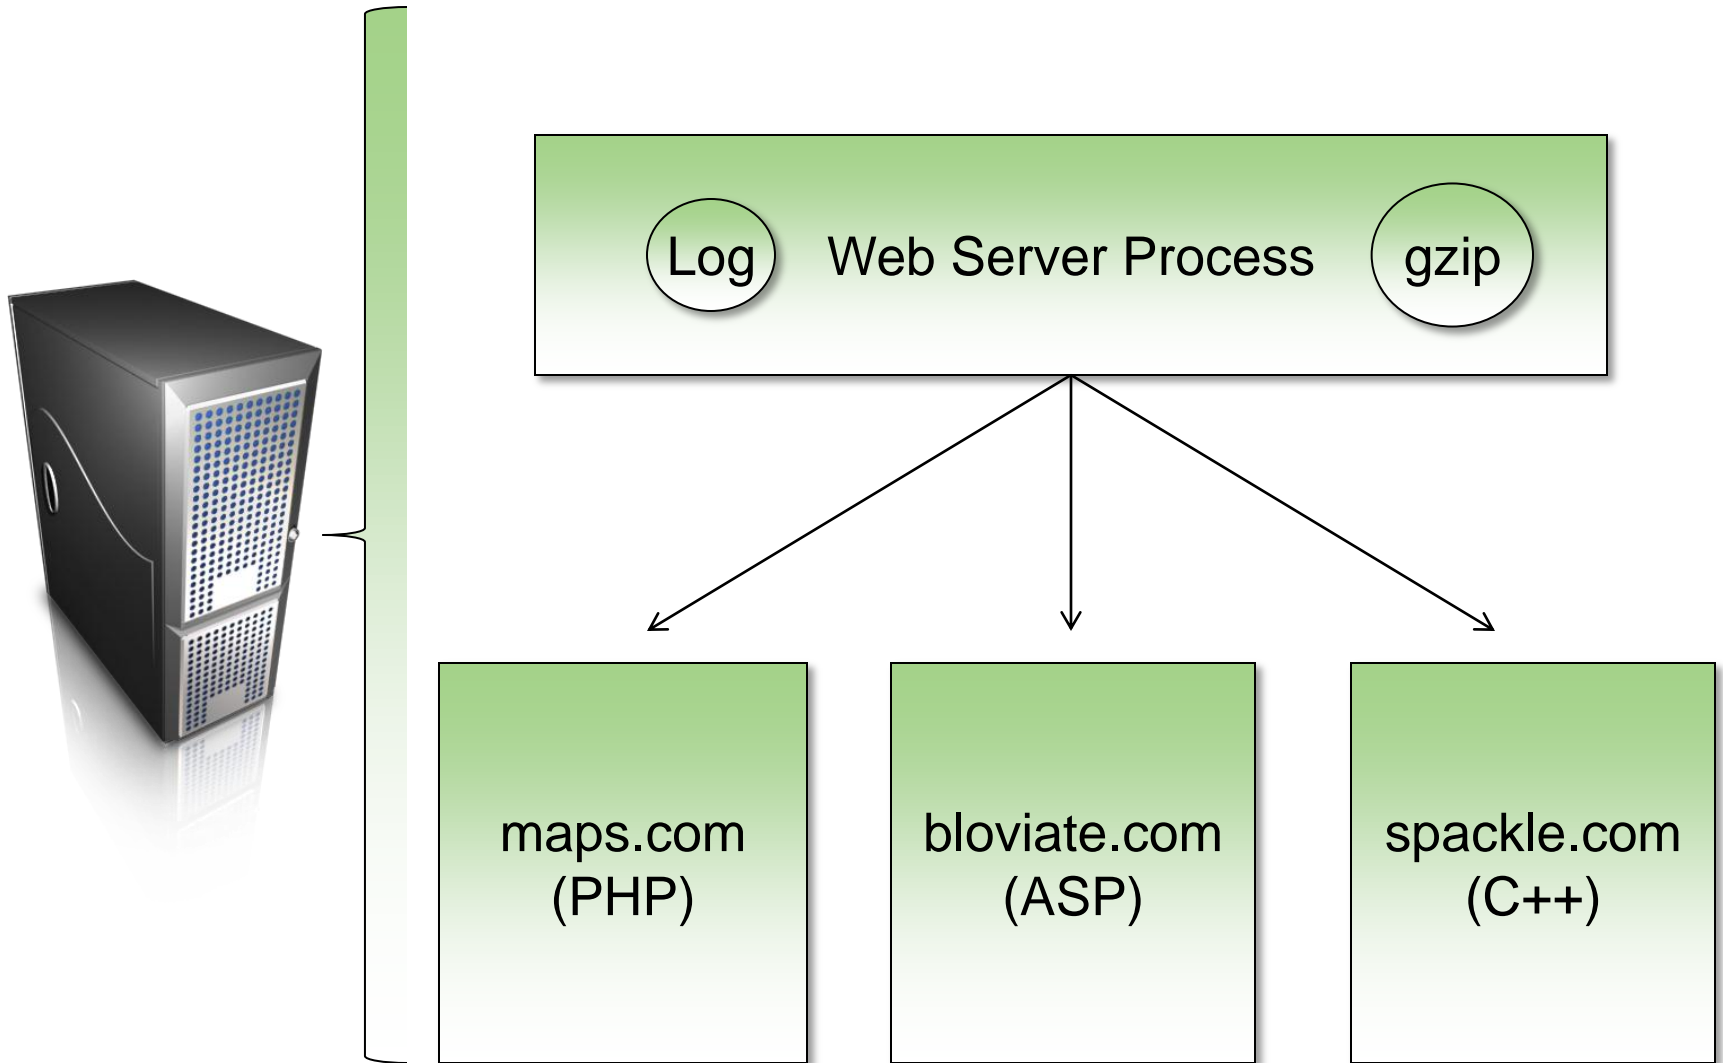 Log
Web Server Process
gzip
maps.com
(PHP)
bloviate.com
(ASP)
spackle.com
(C++)